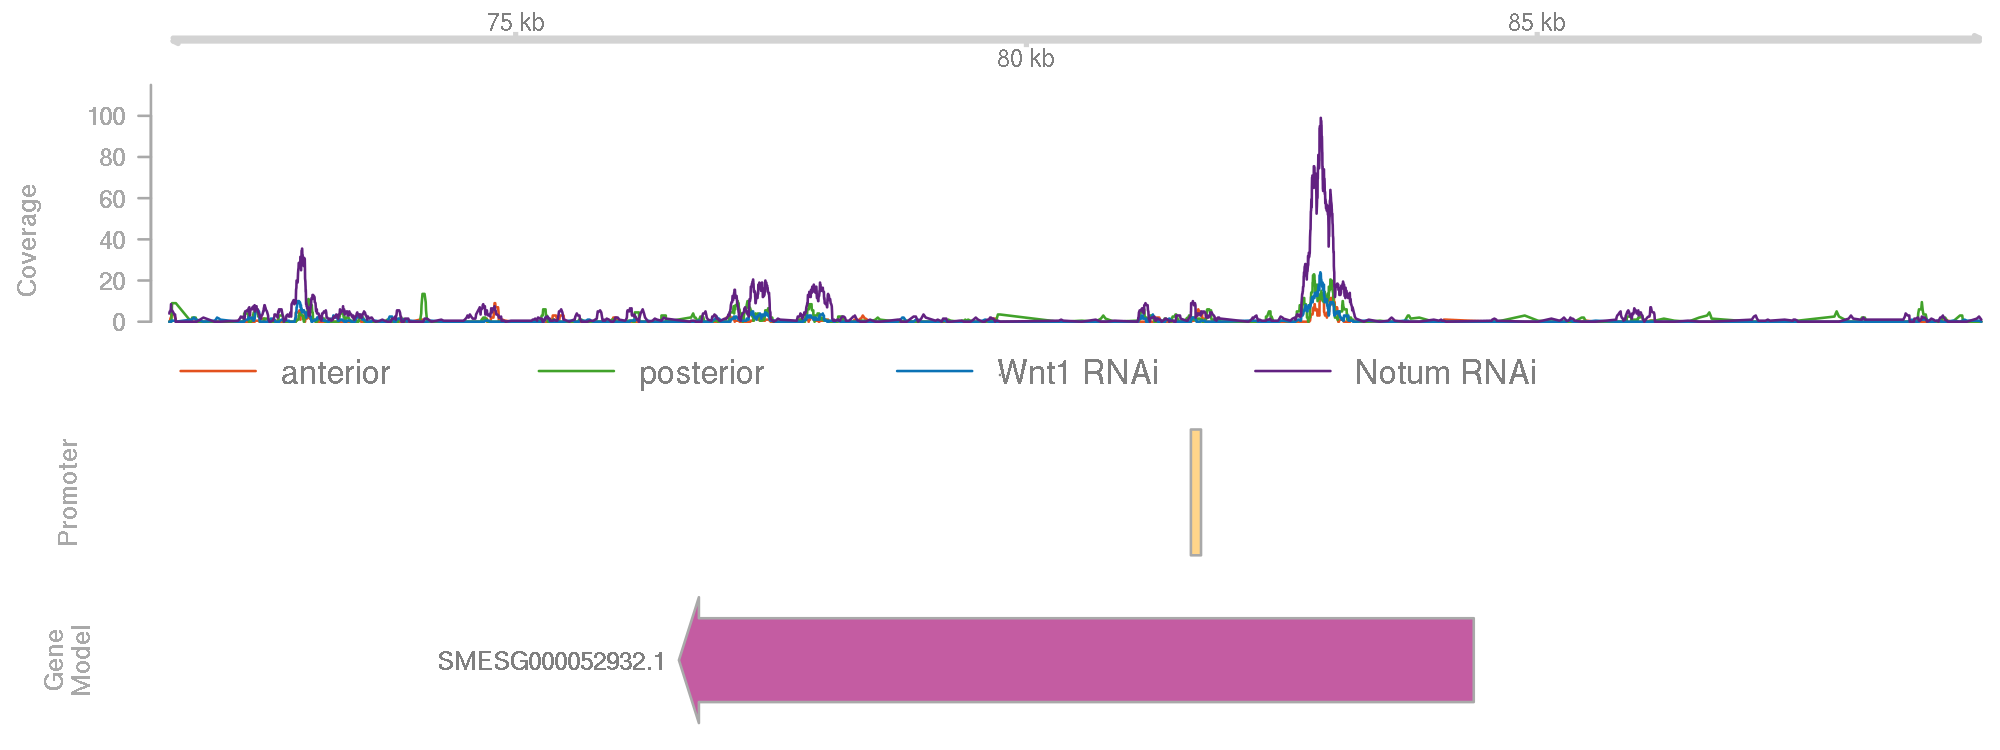 75 kb
85 kb
80 kb
100
80
60
40
20
0
Coverage
anterior posterior Wnt1 RNAi Notum RNAi
Promoter
Gene
Model
SMESG000052932.1